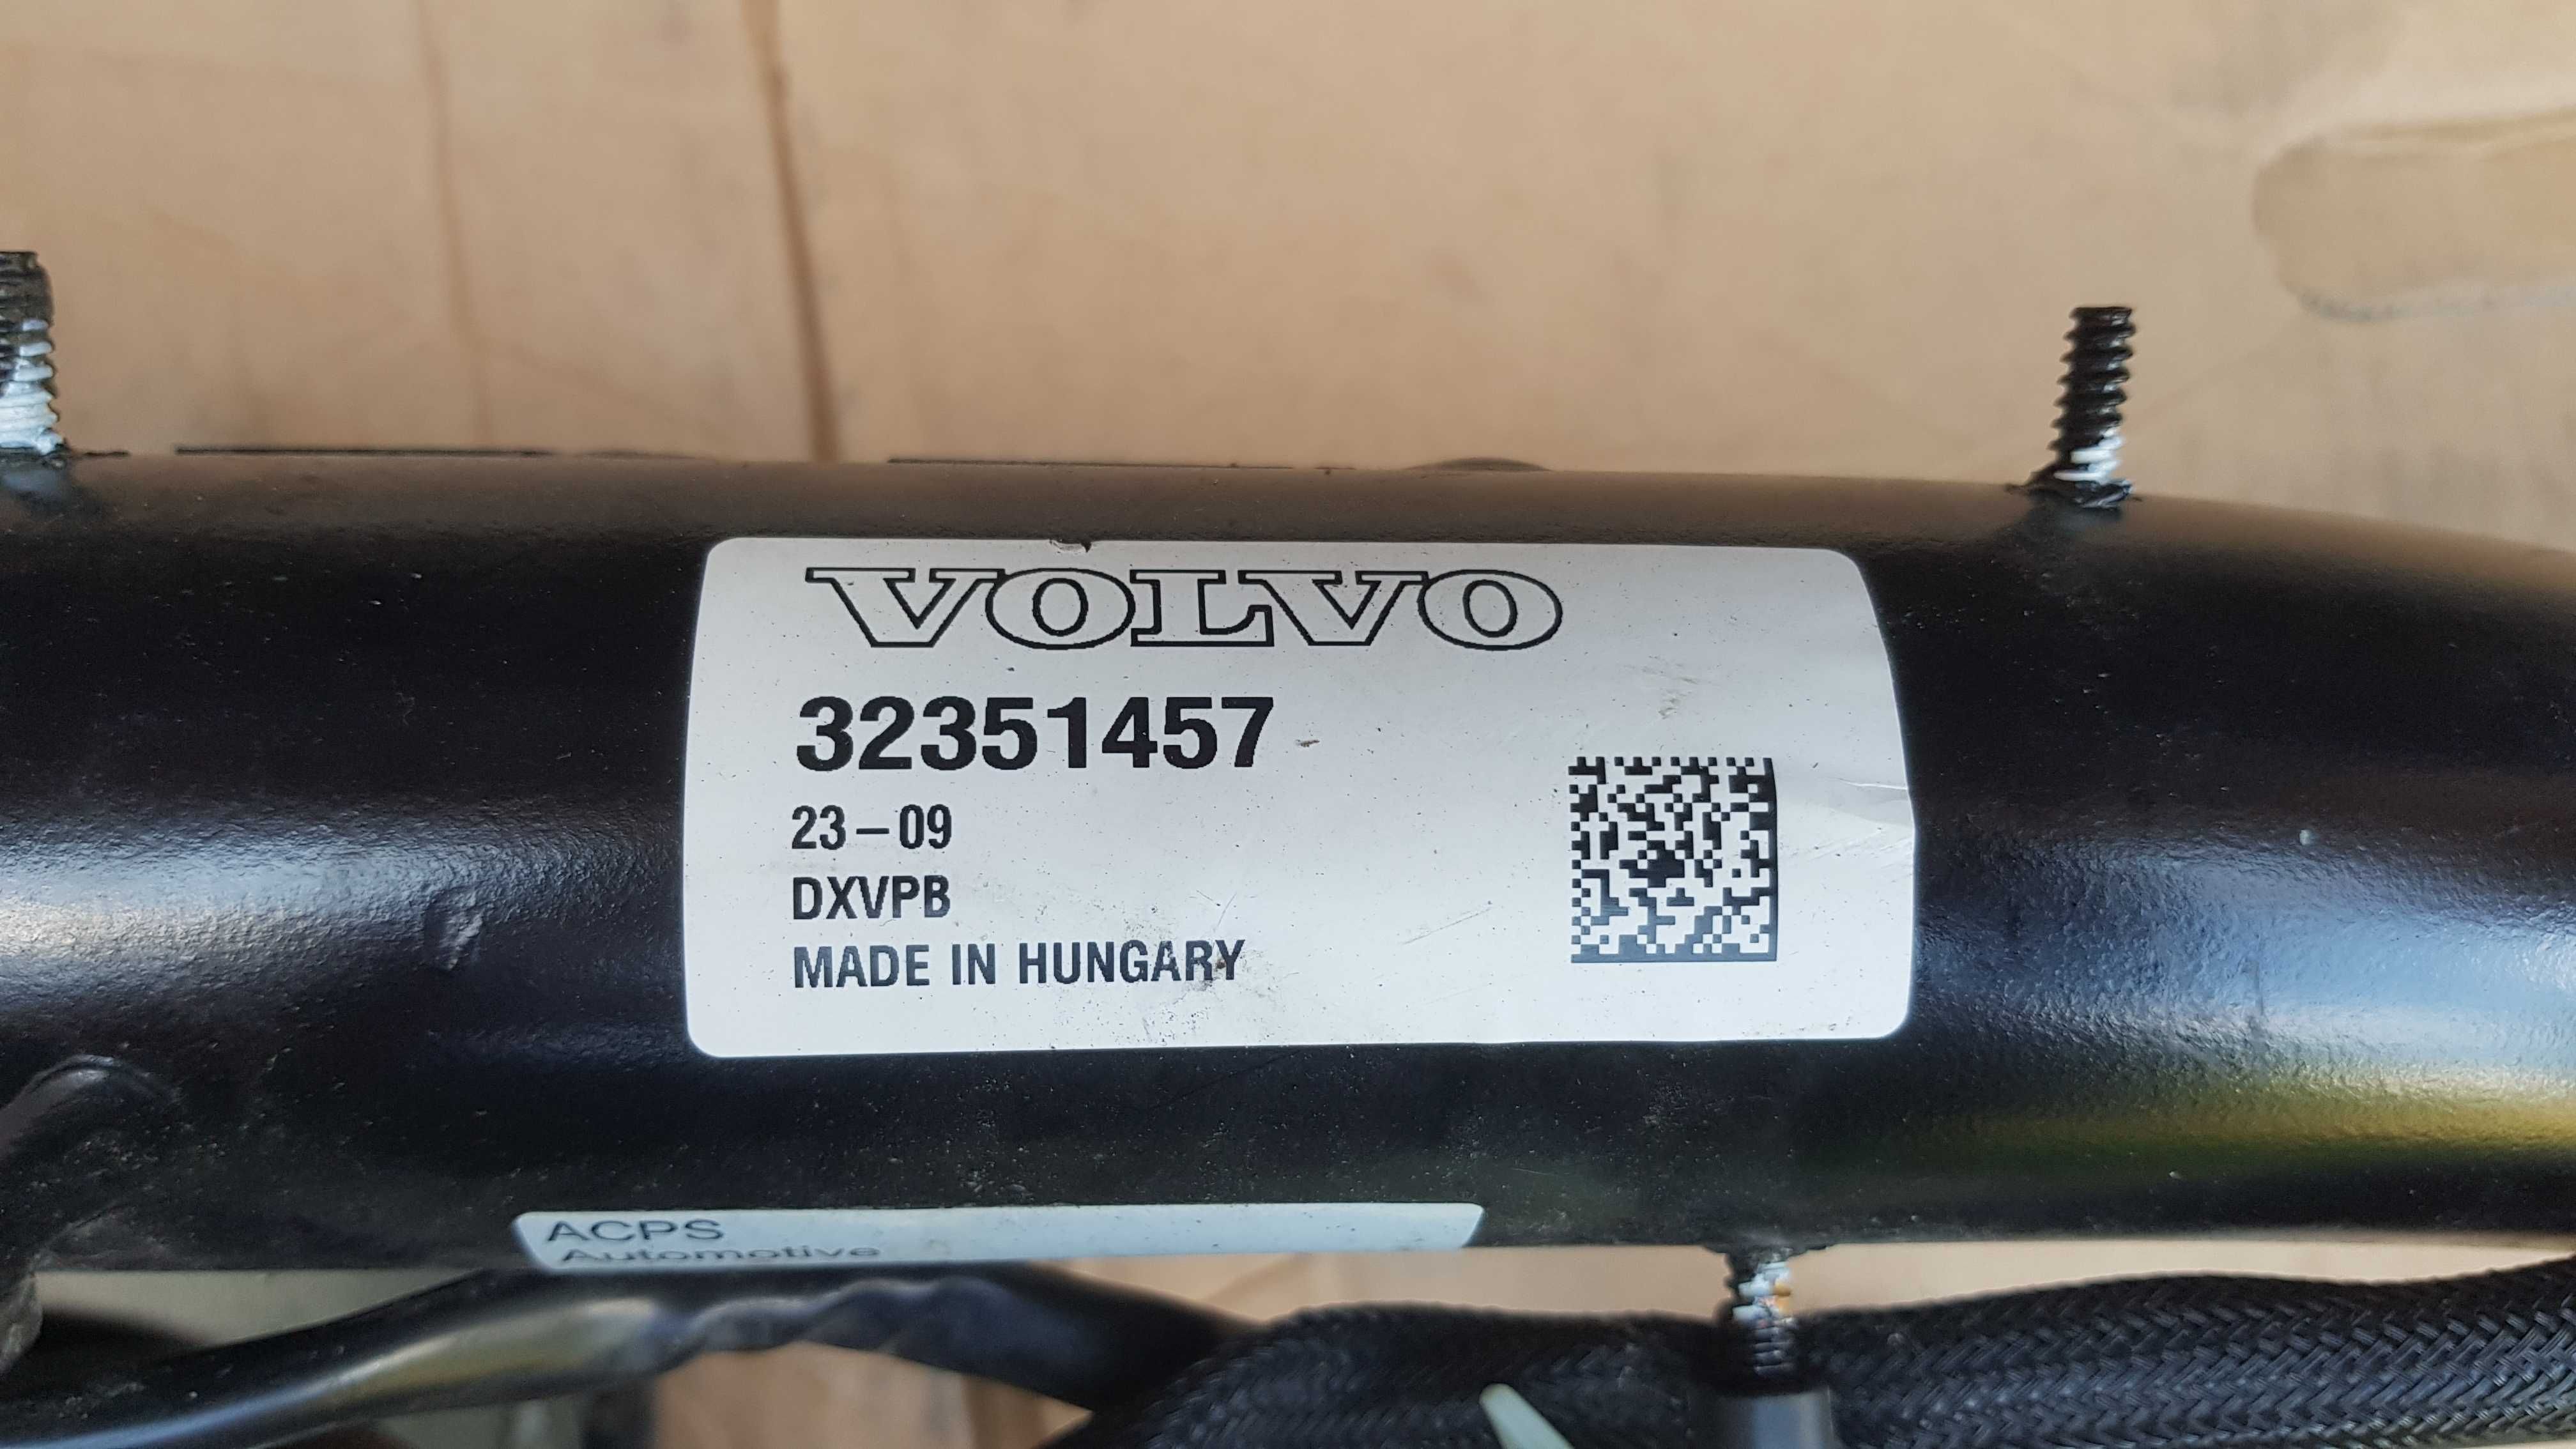 VOLVO
32351457
23-09
DXVPB
MADE IN HUNGARY
ACPS
Automotive